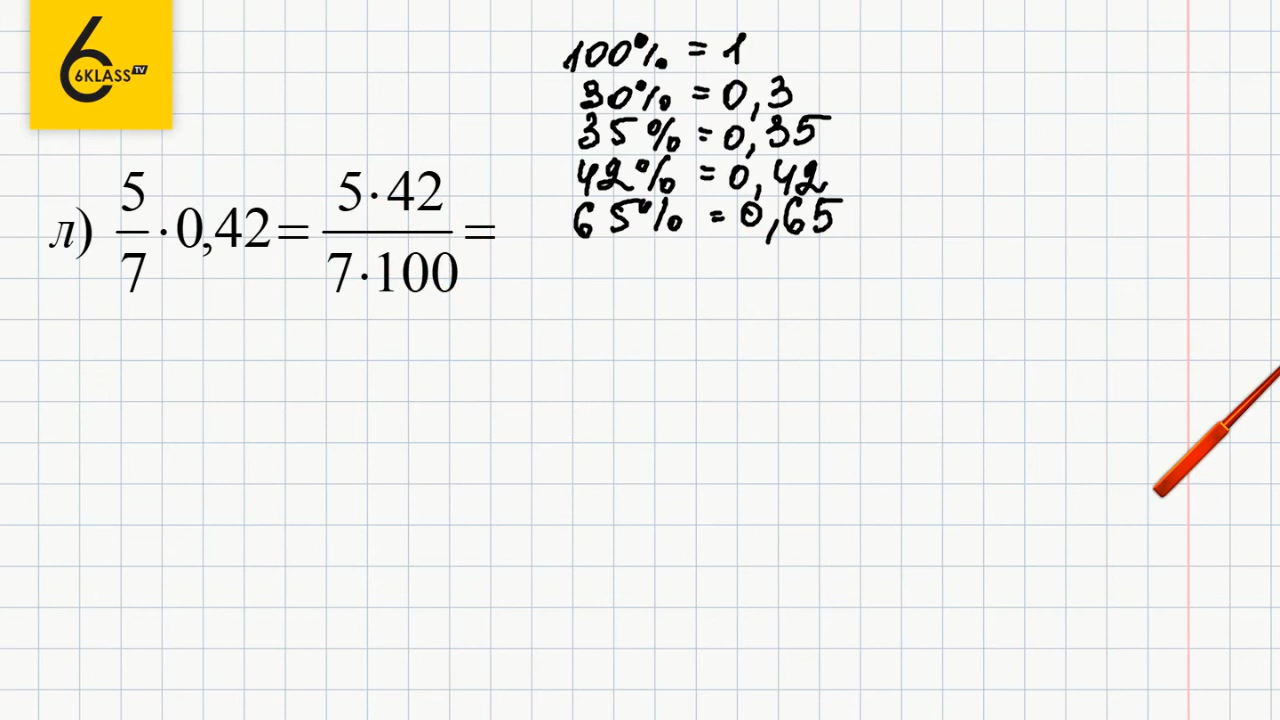 6KLASS TV
100% = 1
30% = 0,3
35% = 0,35
42% = 0,42
65% = 0,65
л) 5/7 · 0,42 = 5·42/7·100 =